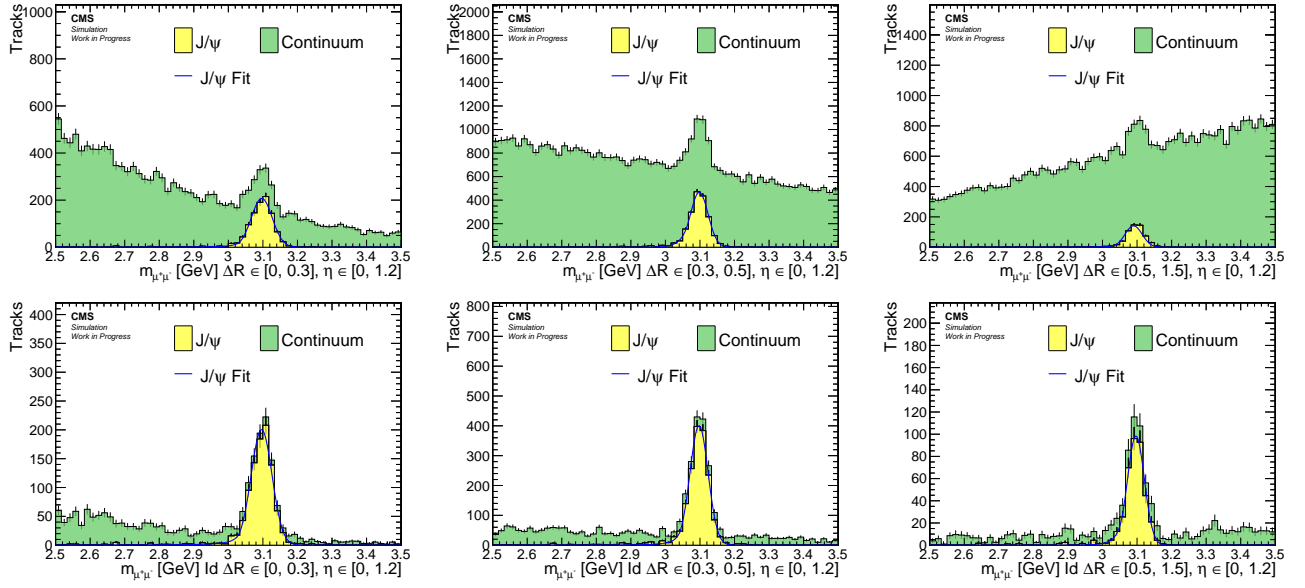 CMS
Simulation
Work in Progress
J/ψ
Continuum
J/ψ Fit
Tracks
1000
800
600
400
200
0
2.5 2.6 2.7 2.8 2.9 3 3.1 3.2 3.3 3.4 3.5
mμ⁺μ⁻ [GeV] ΔR ∈ [0, 0.3], η ∈ [0, 1.2]
CMS
Simulation
Work in Progress
J/ψ
Continuum
J/ψ Fit
Tracks
2000
1800
1600
1400
1200
1000
800
600
400
200
0
2.5 2.6 2.7 2.8 2.9 3 3.1 3.2 3.3 3.4 3.5
mμ⁺μ⁻ [GeV] ΔR ∈ [0.3, 0.5], η ∈ [0, 1.2]
CMS
Simulation
Work in Progress
J/ψ
Continuum
J/ψ Fit
Tracks
1600
1400
1200
1000
800
600
400
200
0
2.5 2.6 2.7 2.8 2.9 3 3.1 3.2 3.3 3.4 3.5
mμ⁺μ⁻ [GeV] ΔR ∈ [0.5, 1.5], η ∈ [0, 1.2]
CMS
Simulation
Work in Progress
J/ψ
Continuum
J/ψ Fit
Tracks
400
350
300
250
200
150
100
50
0
2.5 2.6 2.7 2.8 2.9 3 3.1 3.2 3.3 3.4 3.5
mμ⁺μ⁻ [GeV] Id ΔR ∈ [0, 0.3], η ∈ [0, 1.2]
CMS
Simulation
Work in Progress
J/ψ
Continuum
J/ψ Fit
Tracks
800
700
600
500
400
300
200
100
0
2.5 2.6 2.7 2.8 2.9 3 3.1 3.2 3.3 3.4 3.5
mμ⁺μ⁻ [GeV] Id ΔR ∈ [0.3, 0.5], η ∈ [0, 1.2]
CMS
Simulation
Work in Progress
J/ψ
Continuum
J/ψ Fit
Tracks
200
180
160
140
120
100
80
60
40
20
0
2.5 2.6 2.7 2.8 2.9 3 3.1 3.2 3.3 3.4 3.5
mμ⁺μ⁻ [GeV] Id ΔR ∈ [0.5, 1.5], η ∈ [0, 1.2]